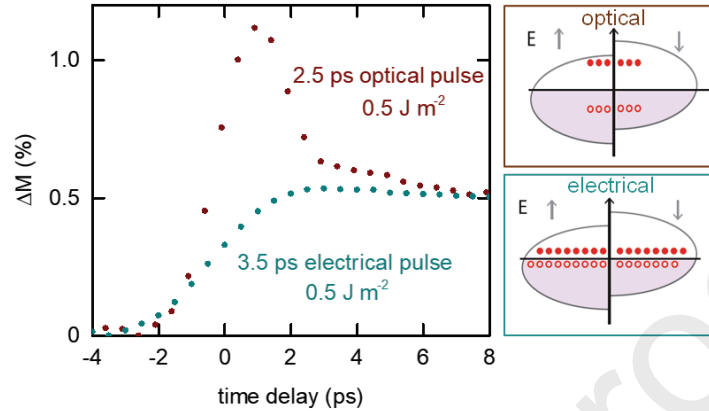 1.0
0.5
0
ΔM (%)
-4 -2 0 2 4 6 8
time delay (ps)
2.5 ps optical pulse
0.5 J m⁻²
3.5 ps electrical pulse
0.5 J m⁻²
optical
E
electrical
E